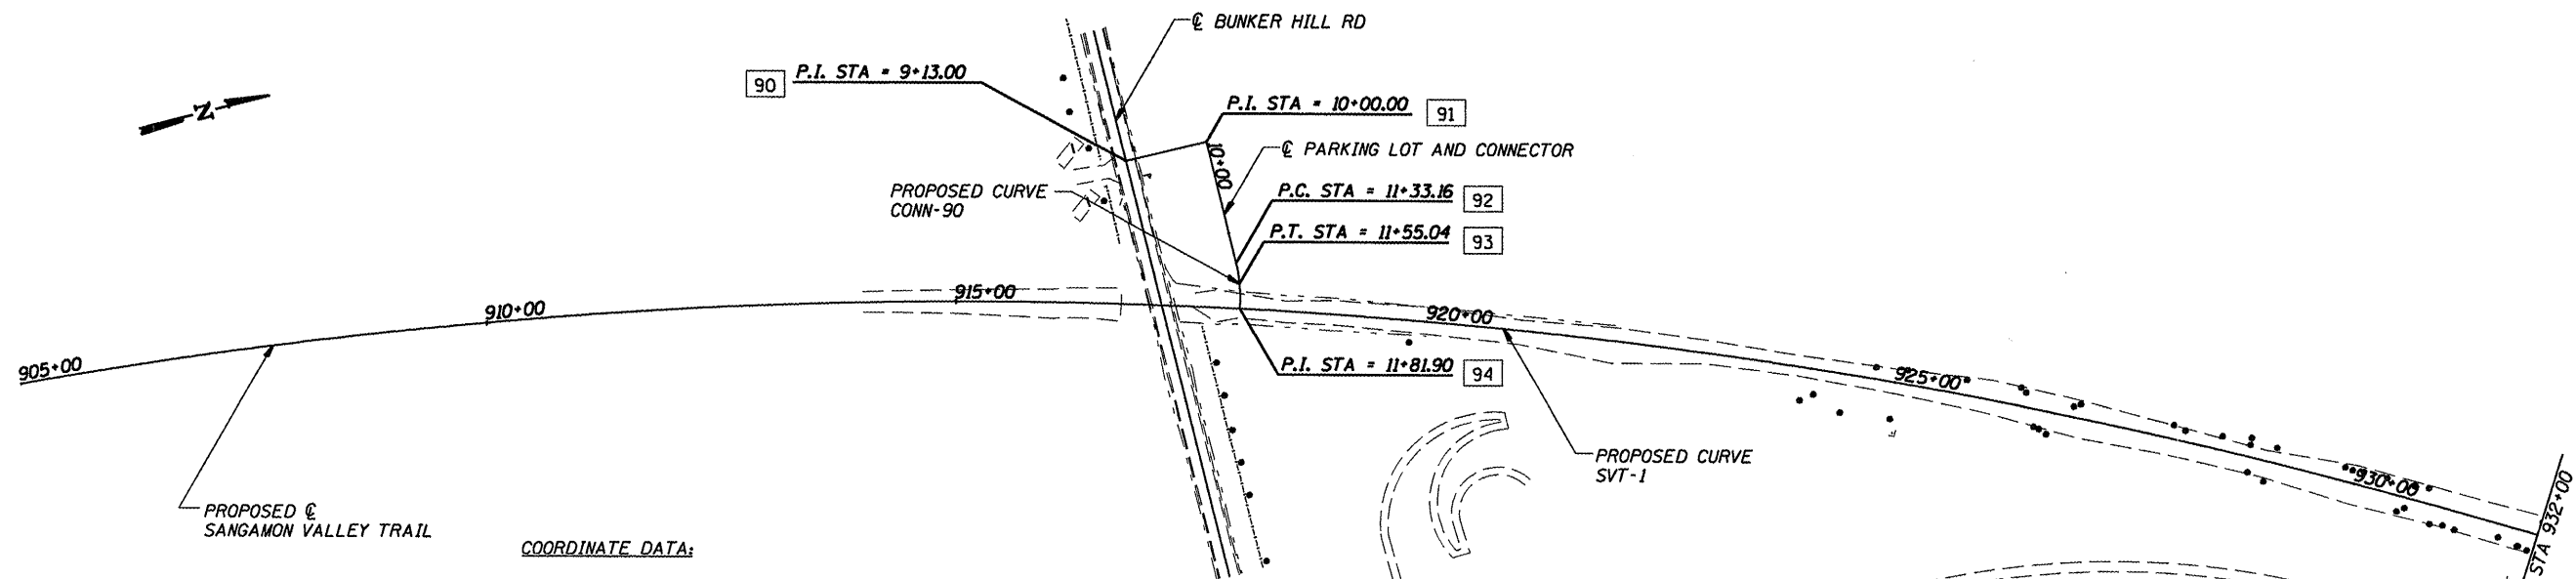 ℄ BUNKER HILL RD
90 P.I. STA = 9+13.00
N
P.I. STA = 10+00.00 91
10+00
℄ PARKING LOT AND CONNECTOR
PROPOSED CURVE
CONN-90
P.C. STA = 11+33.16 92
P.T. STA = 11+55.04 93
915+00
910+00
920+00
905+00
P.I. STA = 11+81.90 94
925+00
PROPOSED CURVE
SVT-1
930+00
STA 932+00
PROPOSED ℄
SANGAMON VALLEY TRAIL
COORDINATE DATA: